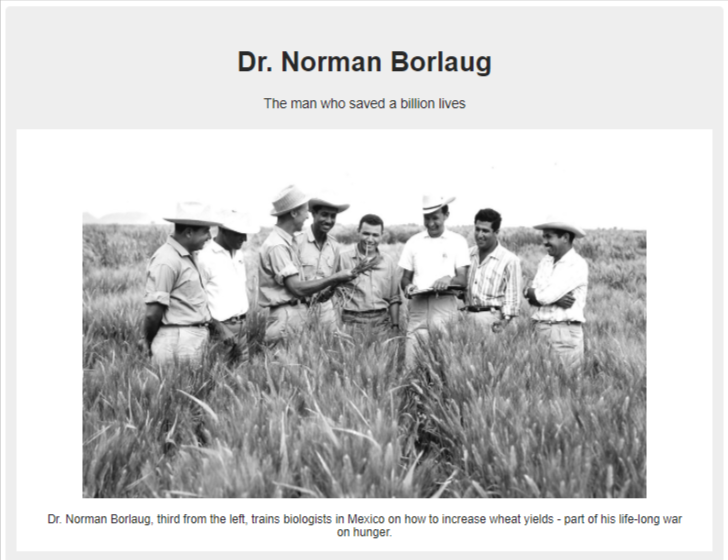 Dr. Norman Borlaug
The man who saved a billion lives
Dr. Norman Borlaug, third from the left, trains biologists in Mexico on how to increase wheat yields - part of his life-long war
on hunger.